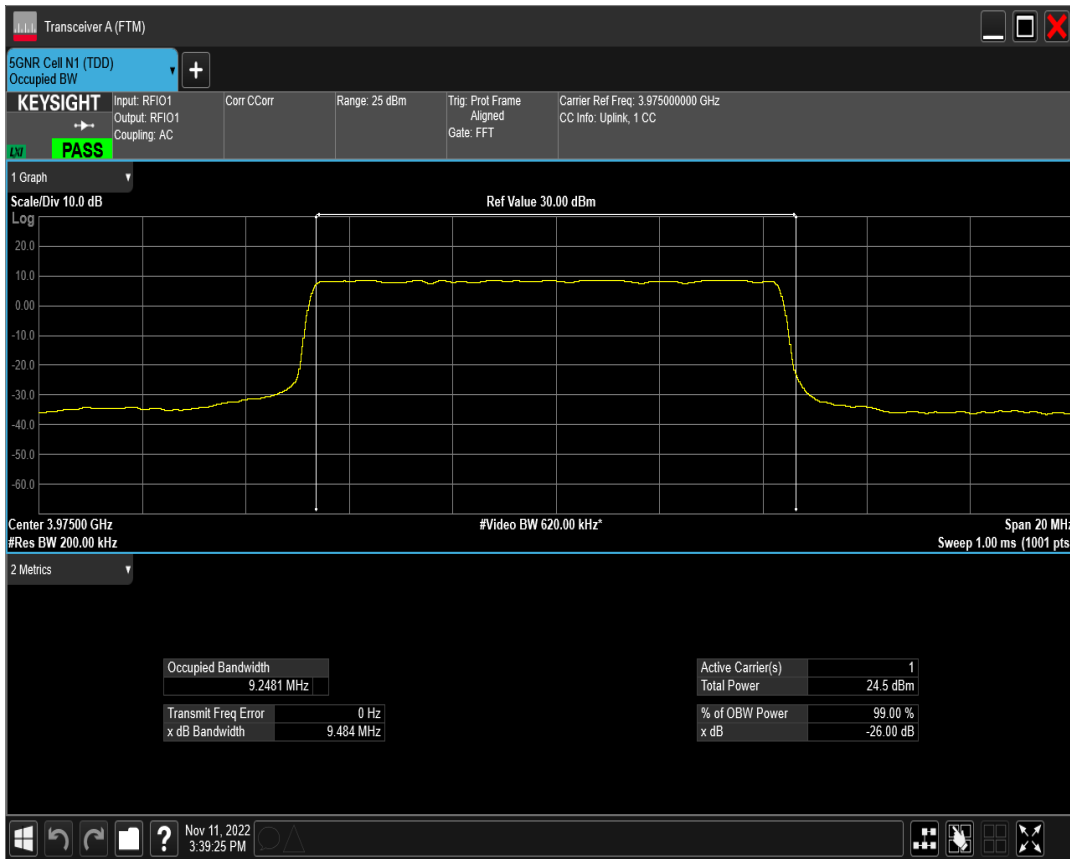 Transceiver A (FTM)
5GNR Cell N1 (TDD)
Occupied BW
+
KEYSIGHT
LXI
PASS
Input: RFIO1
Output: RFIO1
Coupling: AC
Corr CCorr
Range: 25 dBm
Trig: Prot Frame
Aligned
Gate: FFT
Carrier Ref Freq: 3.975000000 GHz
CC Info: Uplink, 1 CC
1 Graph
Scale/Div 10.0 dB
Ref Value 30.00 dBm
Log
20.0
10.0
0.00
-10.0
-20.0
-30.0
-40.0
-50.0
-60.0
Center 3.97500 GHz
#Video BW 620.00 kHz*
Span 20 MHz
#Res BW 200.00 kHz
Sweep 1.00 ms (1001 pts
2 Metrics
Occupied Bandwidth
9.2481 MHz
Transmit Freq Error 0 Hz
x dB Bandwidth 9.484 MHz
Active Carrier(s) 1
Total Power 24.5 dBm
% of OBW Power 99.00 %
x dB -26.00 dB
?
Nov 11, 2022
3:39:25 PM